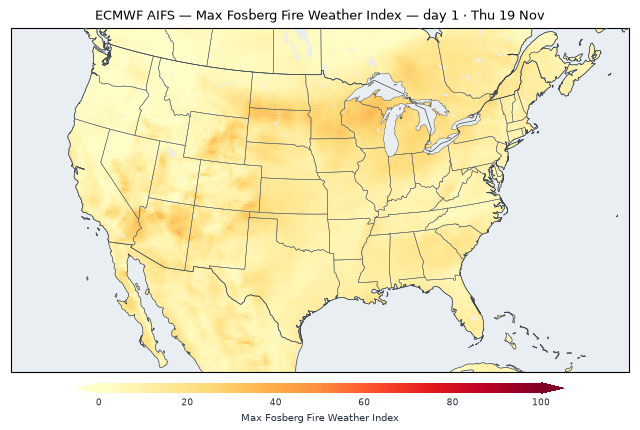 ECMWF AIFS — Max Fosberg Fire Weather Index — day 1 · Thu 19 Nov
0 20 40 60 80 100
Max Fosberg Fire Weather Index